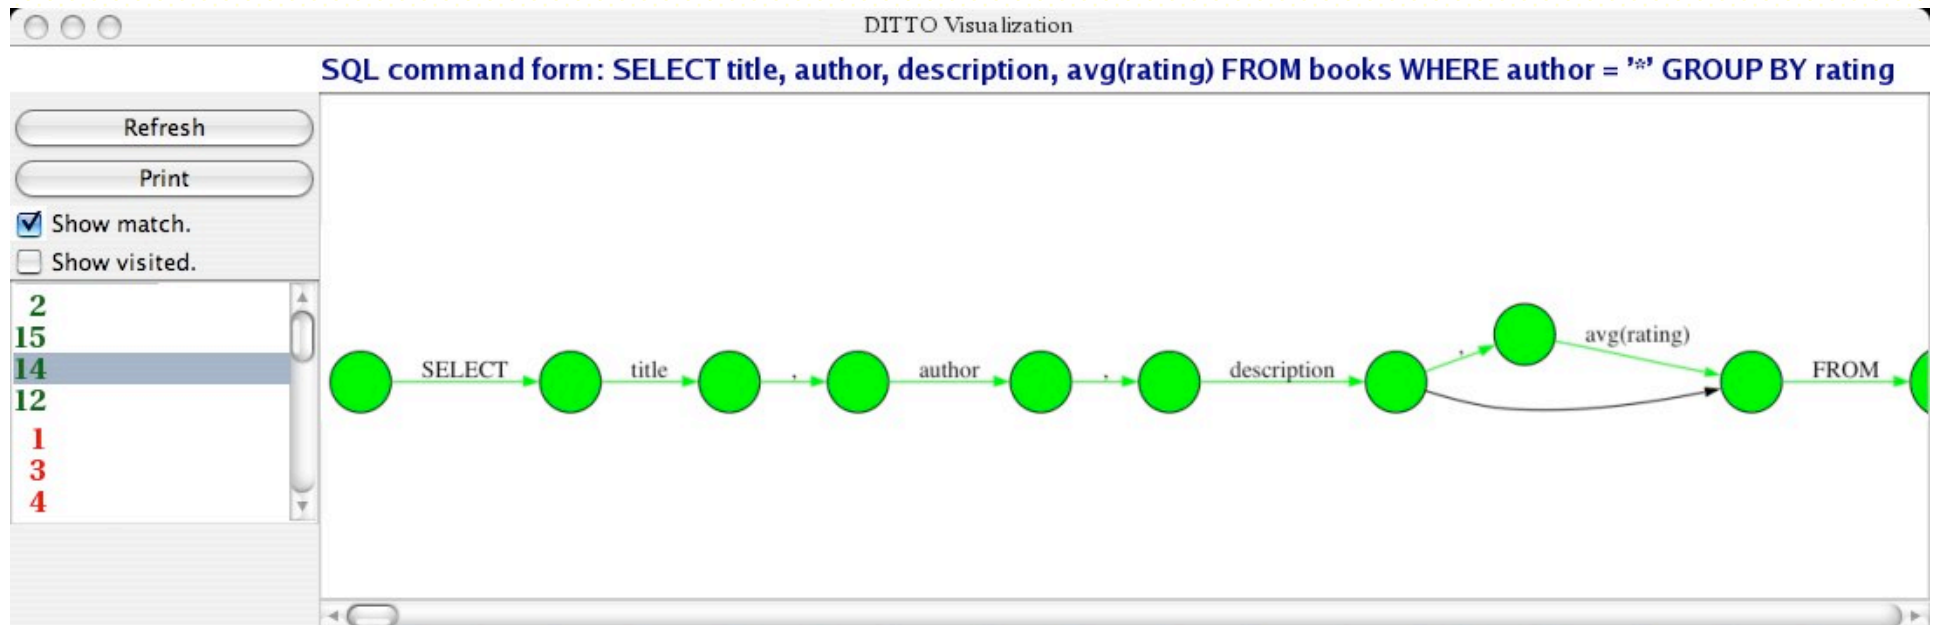 DITTO Visualization
SQL command form: SELECT title, author, description, avg(rating) FROM books WHERE author = '*' GROUP BY rating
Refresh
Print
Show match.
Show visited.
2
15
14
12
1
3
4
SELECT title , author , description , avg(rating) FROM